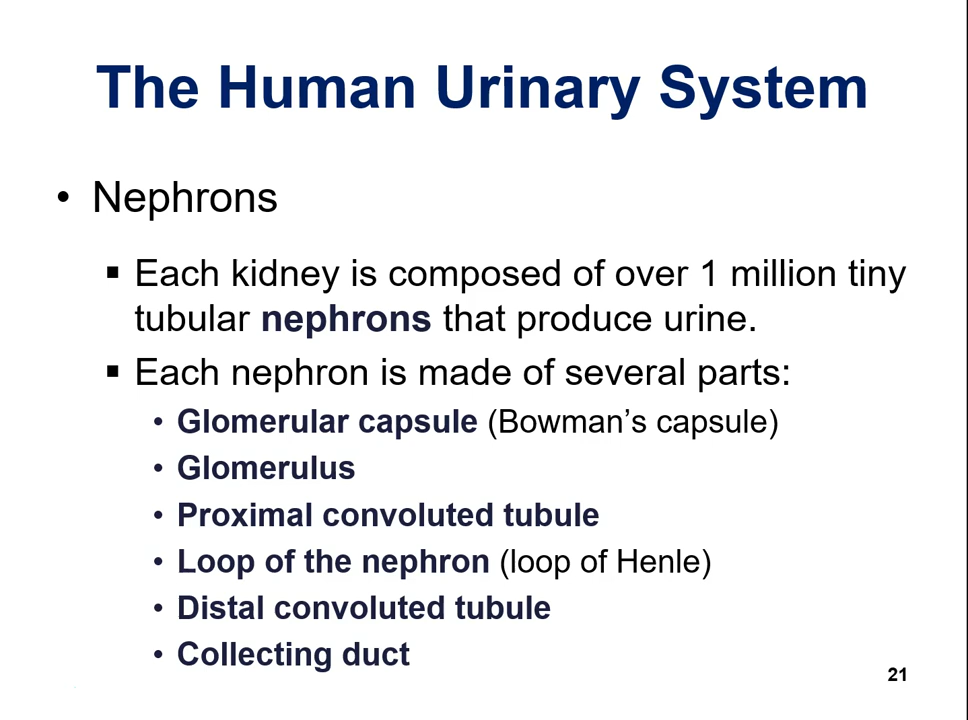 The Human Urinary System
• Nephrons
▪ Each kidney is composed of over 1 million tiny
tubular nephrons that produce urine.
▪ Each nephron is made of several parts:
• Glomerular capsule (Bowman’s capsule)
• Glomerulus
• Proximal convoluted tubule
• Loop of the nephron (loop of Henle)
• Distal convoluted tubule
• Collecting duct
21